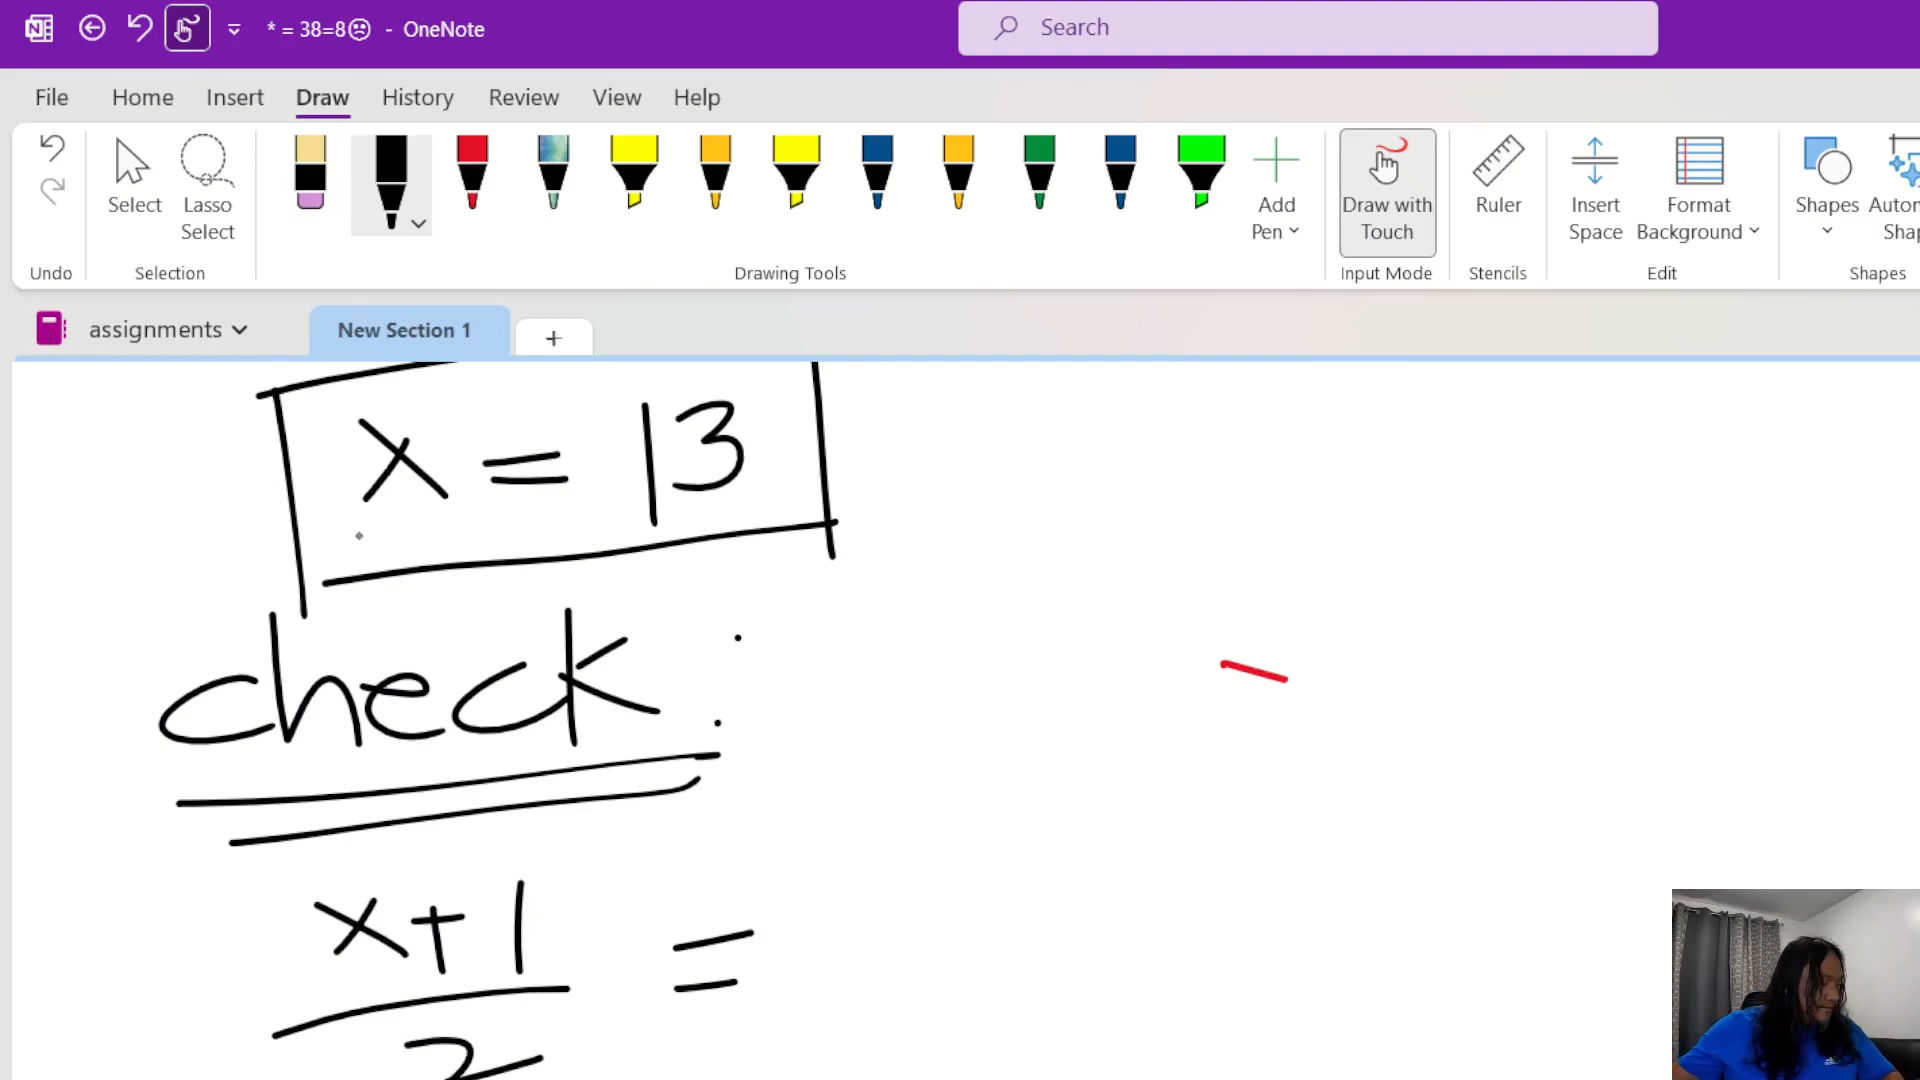 * = 38=8☹ - OneNote
Search
File Home Insert Draw History Review View Help
Select Lasso Select Add Pen Draw with Touch Ruler Insert Space Format Background Shapes
Undo Selection Drawing Tools Input Mode Stencils Edit Shapes
assignments New Section 1 +
x = 13
check :
x+1 =
2